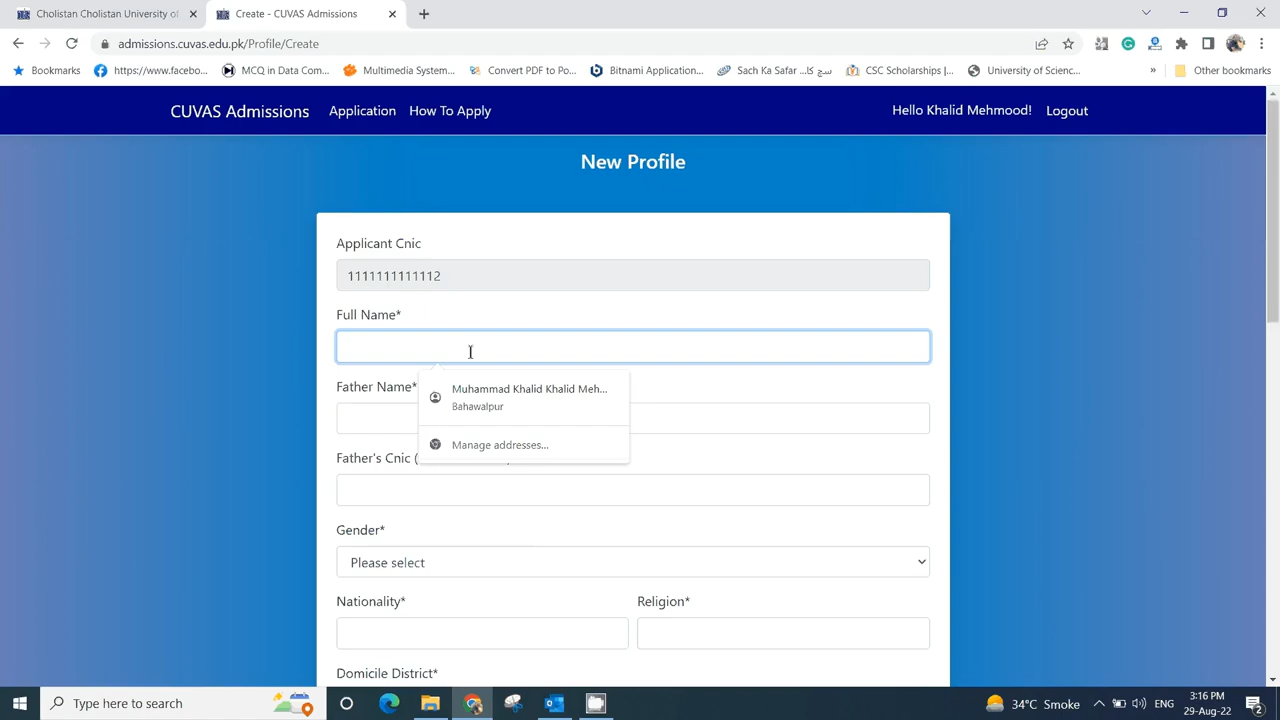 Cholistan Cholistan University of
Create - CUVAS Admissions
admissions.cuvas.edu.pk/Profile/Create
Bookmarks
https://www.facebo...
MCQ in Data Com...
Multimedia System...
Convert PDF to Po...
Bitnami Application...
Sach Ka Safar سچ کا...
CSC Scholarships |...
University of Scienc...
»
Other bookmarks
CUVAS Admissions
Application
How To Apply
Hello Khalid Mehmood!
Logout
New Profile
Applicant Cnic
1111111111112
Full Name*
Muhammad Khalid Khalid Meh...
Bahawalpur
Father Name*
Manage addresses...
Father's Cnic (
Gender*
Please select
Nationality*
Religion*
Domicile District*
Type here to search
34°C Smoke
ENG
3:16 PM
29-Aug-22
2